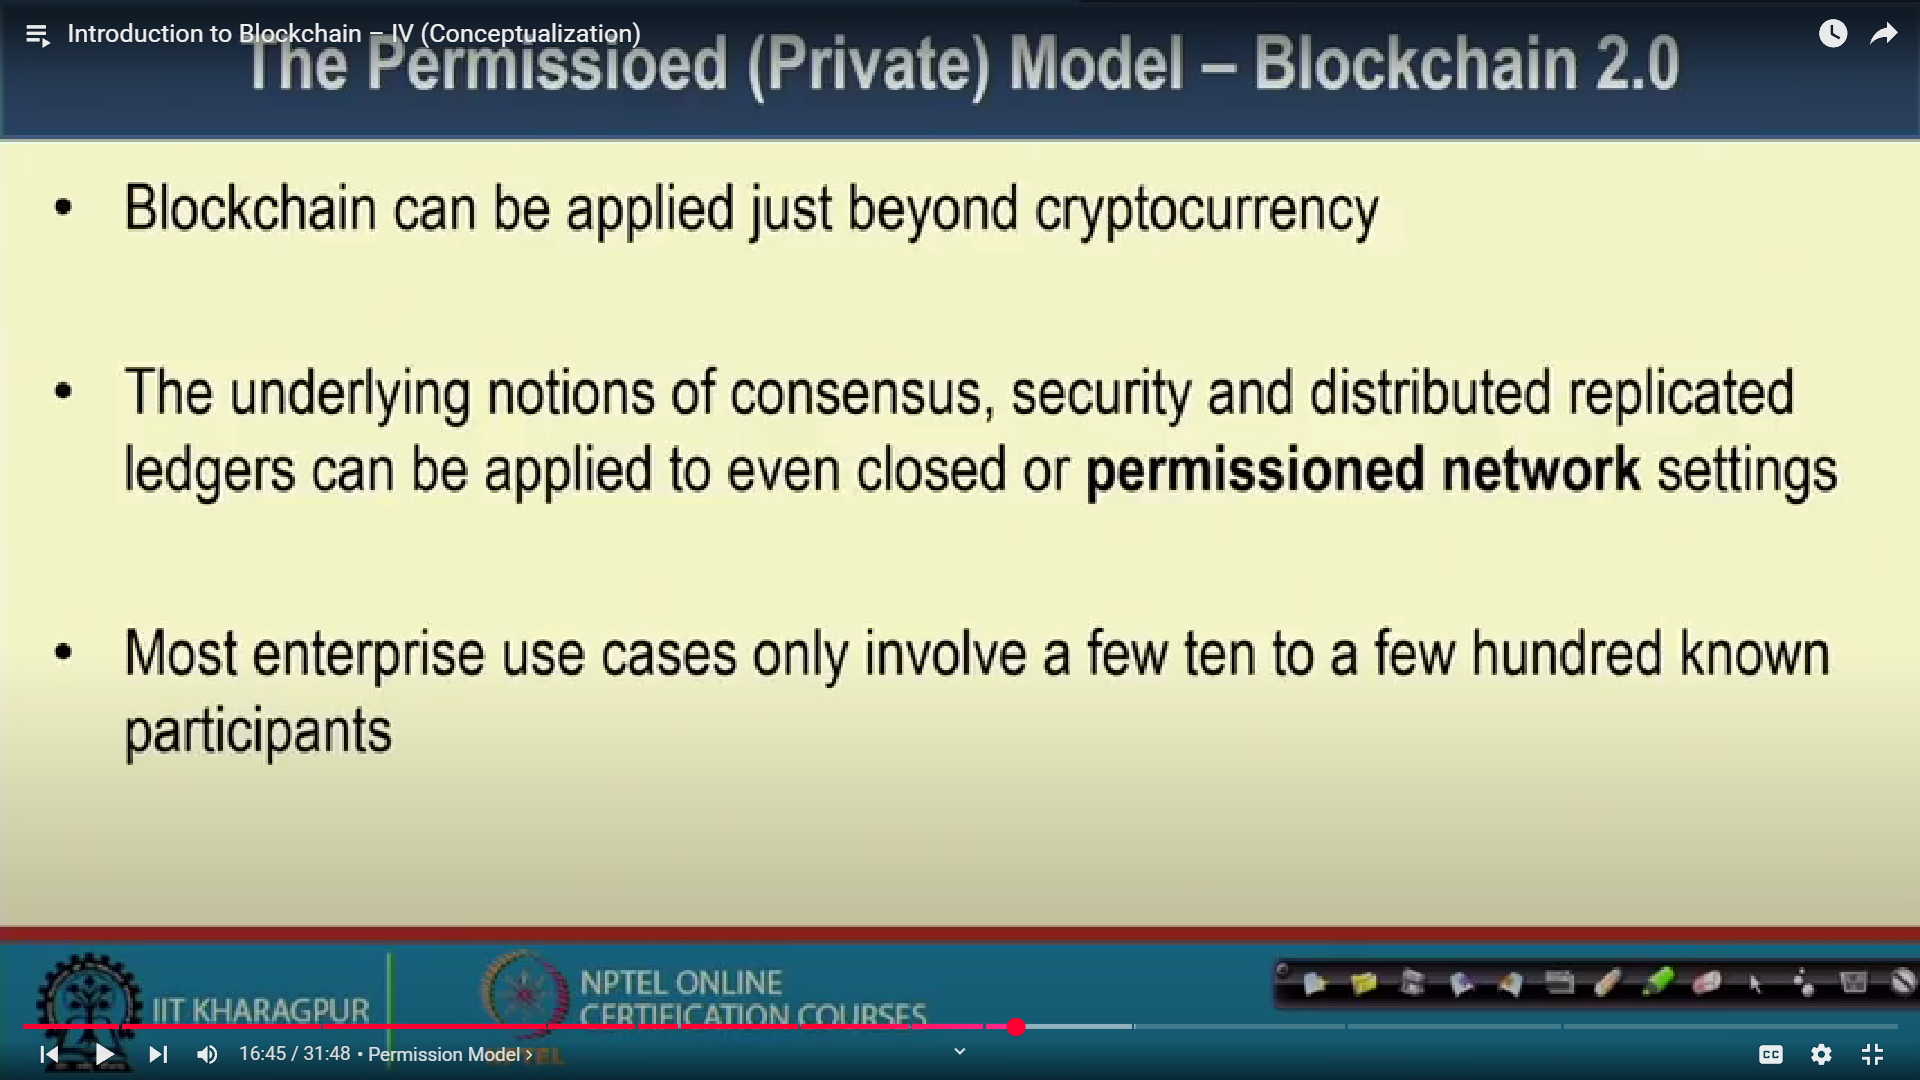 Introduction to Blockchain – IV (Conceptualization)
The Permissioed (Private) Model – Blockchain 2.0
• Blockchain can be applied just beyond cryptocurrency
• The underlying notions of consensus, security and distributed replicated
ledgers can be applied to even closed or permissioned network settings
• Most enterprise use cases only involve a few ten to a few hundred known
participants
IIT KHARAGPUR
NPTEL ONLINE
CERTIFICATION COURSES
NPTEL
16:45 / 31:48 • Permission Model ›
CC